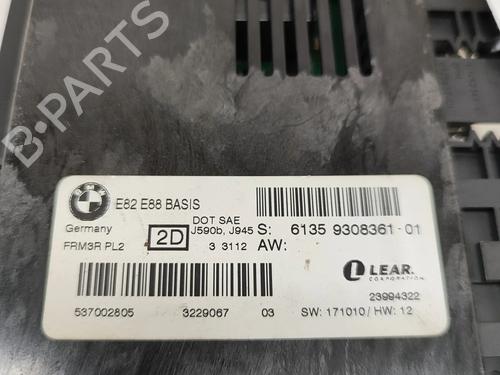 B-PARTS
BMW
E82 E88 BASIS
Germany
DOT SAE
FRM3R PL2
2D
J590b, J945
S: 6135 9308361-01
3 3112
AW:
LEAR.
CORPORATION
23994322
537002805
3229067
03
SW: 171010/ HW: 12